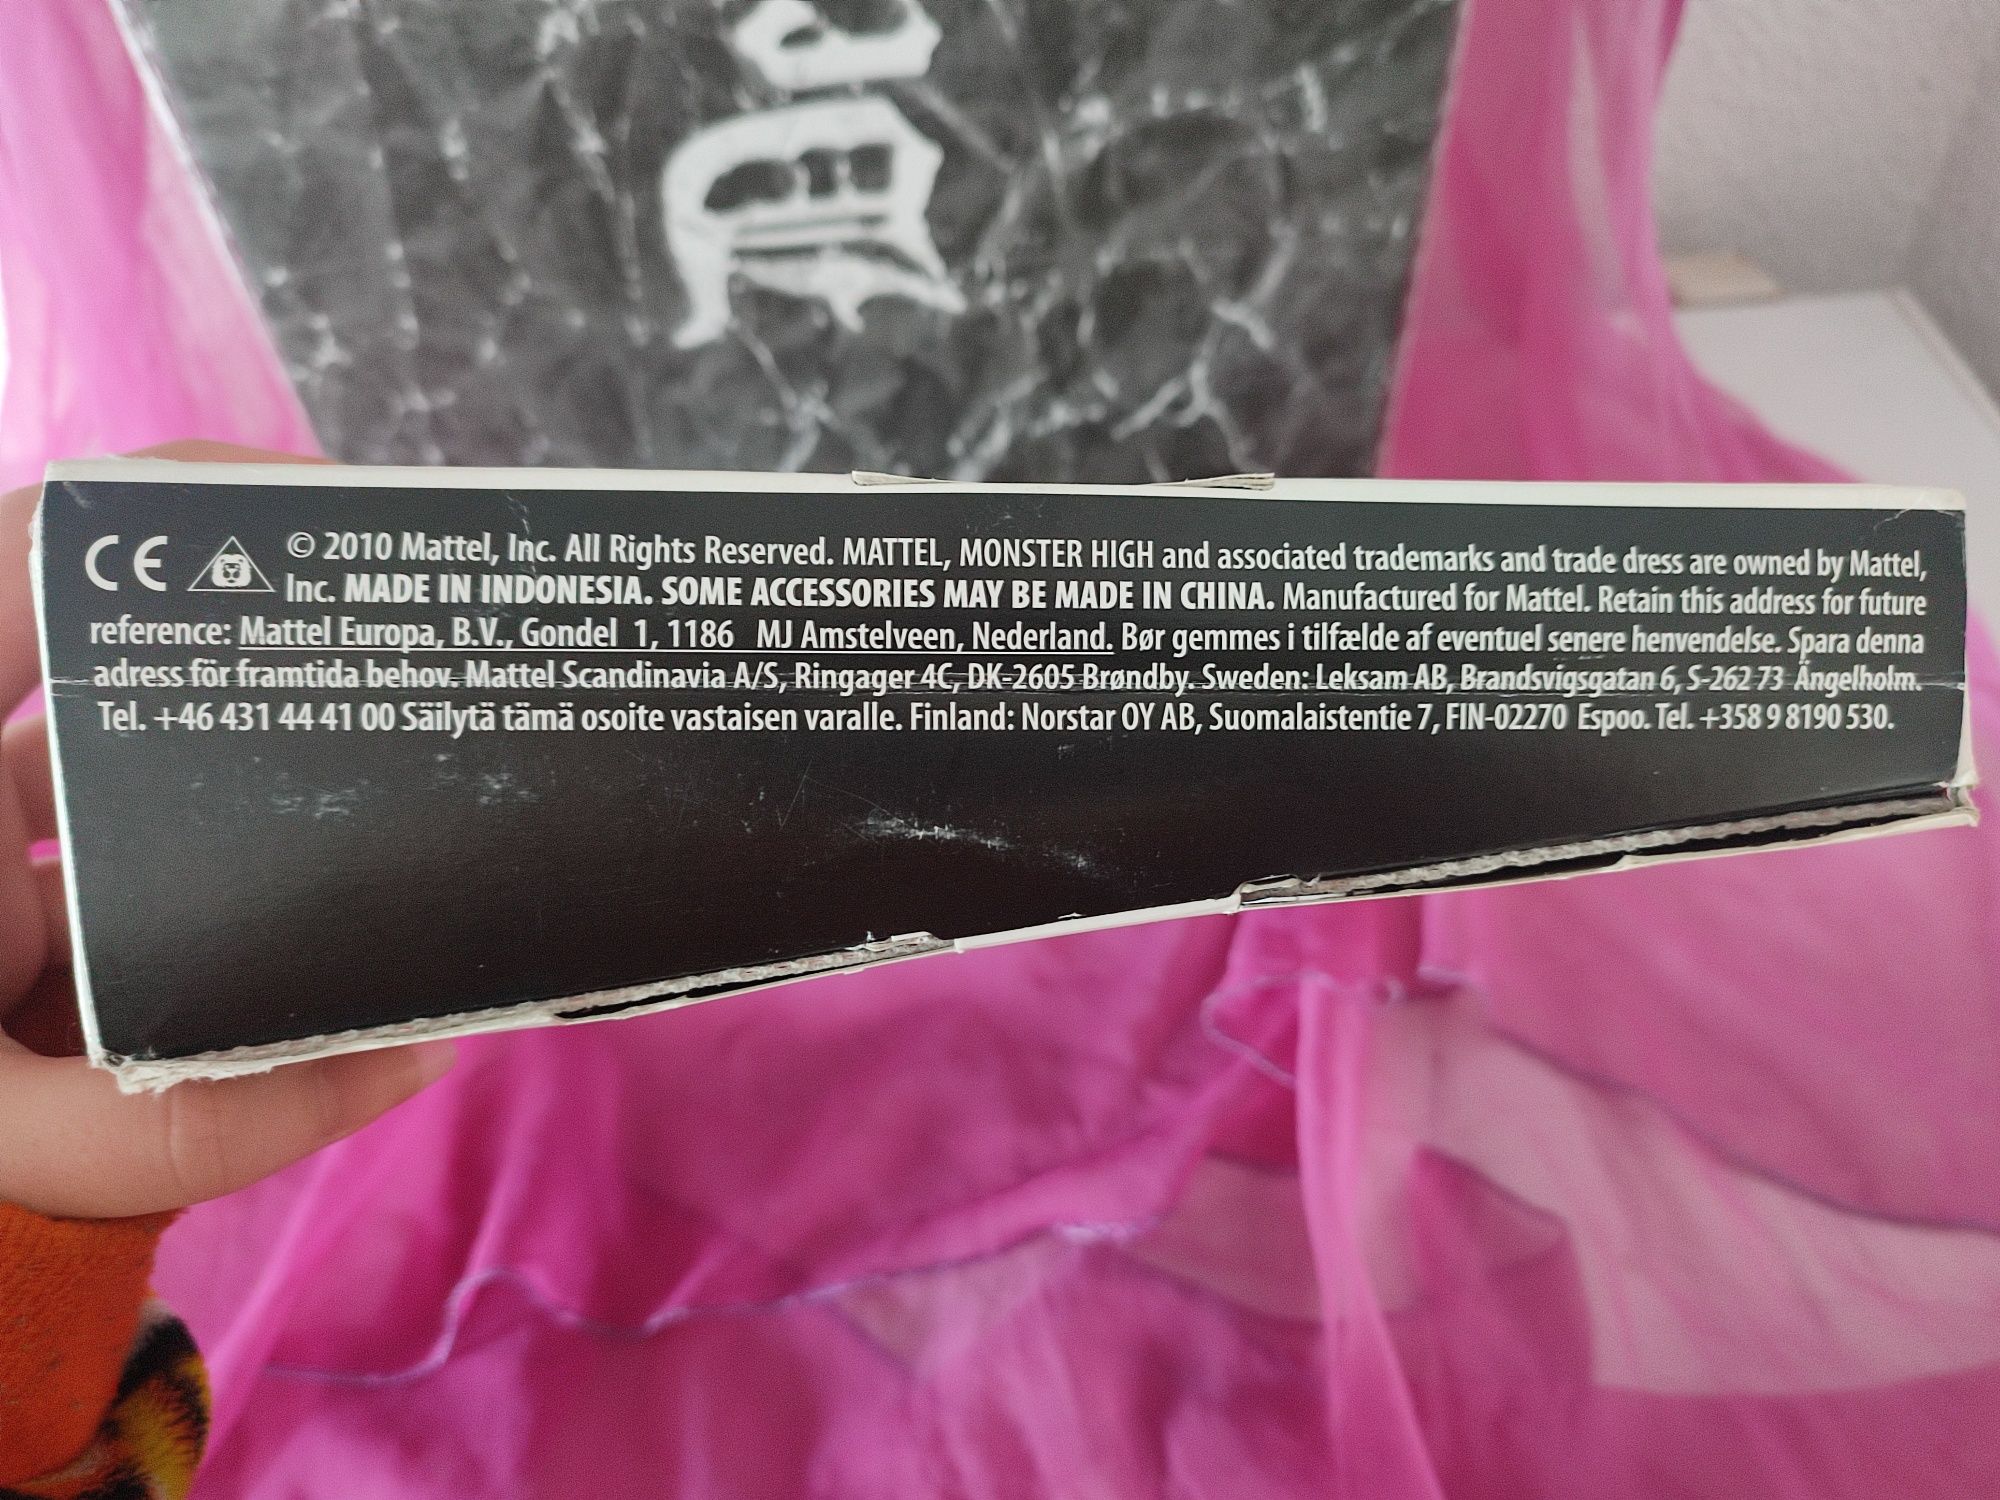 CE © 2010 Mattel, Inc. All Rights Reserved. MATTEL, MONSTER HIGH and associated trademarks and trade dress are owned by Mattel,
Inc. MADE IN INDONESIA. SOME ACCESSORIES MAY BE MADE IN CHINA. Manufactured for Mattel. Retain this address for future
reference: Mattel Europa, B.V., Gondel 1, 1186 MJ Amstelveen, Nederland. Bør gemmes i tilfælde af eventuel senere henvendelse. Spara denna
adress för framtida behov. Mattel Scandinavia A/S, Ringager 4C, DK-2605 Brøndby. Sweden: Leksam AB, Brandsvigsgatan 6, S-262 73 Ängelholm.
Tel. +46 431 44 41 00 Säilytä tämä osoite vastaisen varalle. Finland: Norstar OY AB, Suomalaistentie 7, FIN-02270 Espoo. Tel. +358 9 8190 530.